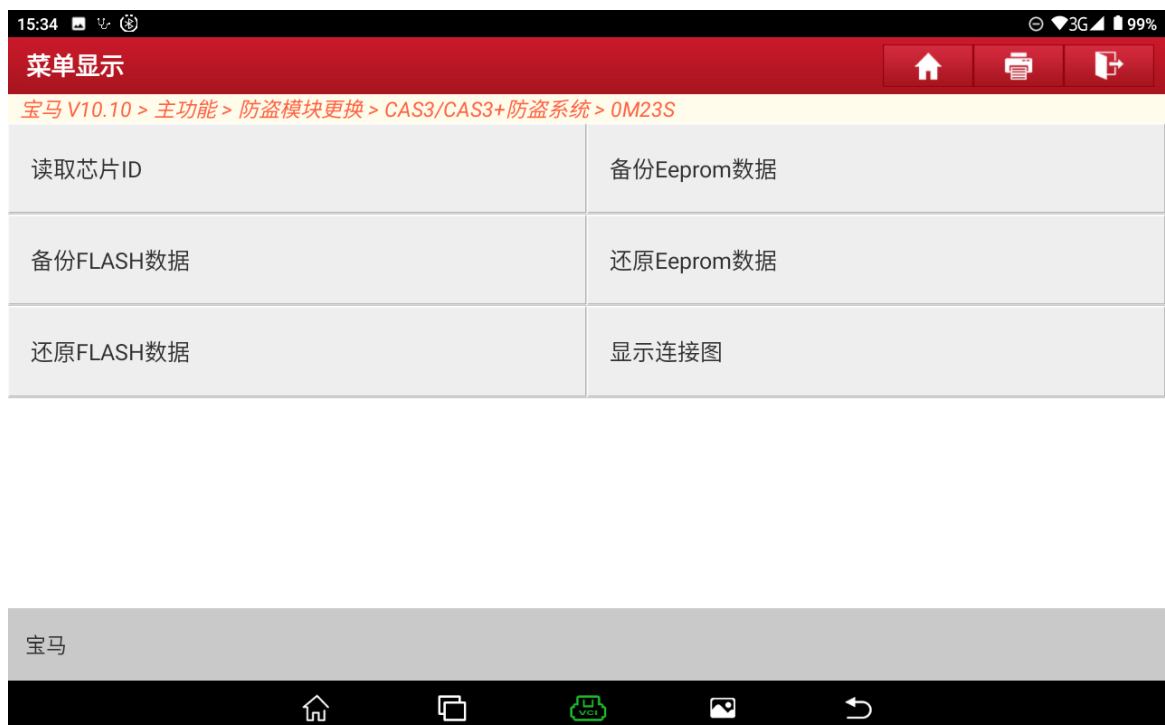 15:34 3G 99%
菜单显示
宝马 V10.10 > 主功能 > 防盗模块更换 > CAS3/CAS3+防盗系统 > 0M23S
读取芯片ID 备份Eeprom数据
备份FLASH数据 还原Eeprom数据
还原FLASH数据 显示连接图
宝马
VCI